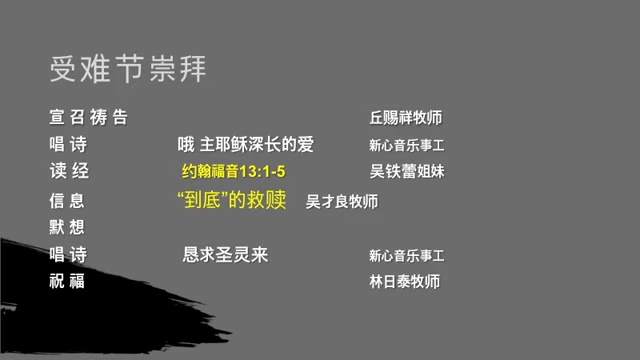 受难节崇拜
宣 召 祷 告 丘赐祥牧师
唱 诗 哦 主耶稣深长的爱 新心音乐事工
读 经 约翰福音13:1-5 吴铁蕾姐妹
信 息 “到底”的救赎 吴才良牧师
默 想
唱 诗 恳求圣灵来 新心音乐事工
祝 福 林日泰牧师